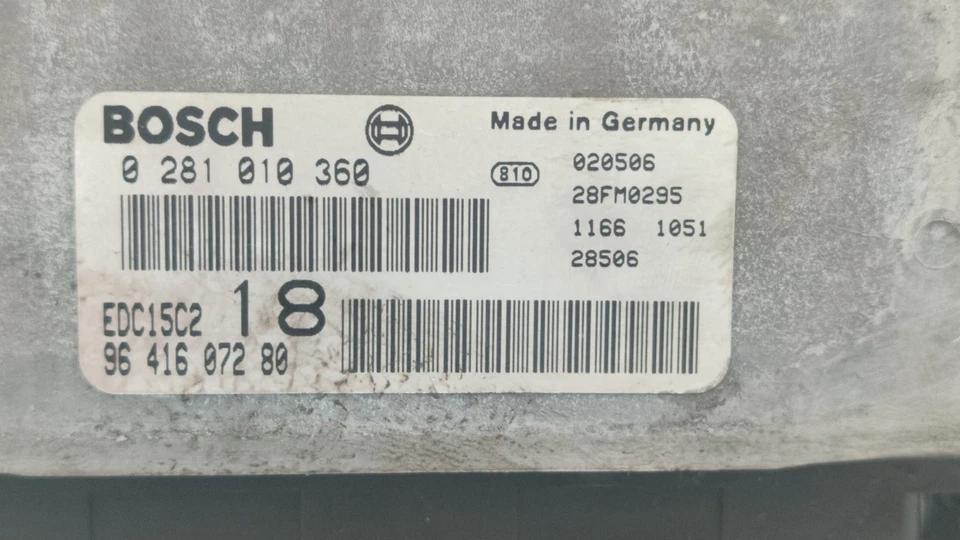 BOSCH
Made in Germany
0 281 010 360
810
020506
28FM0295
1166 1051
28506
EDC15C2 18
96 416 072 80